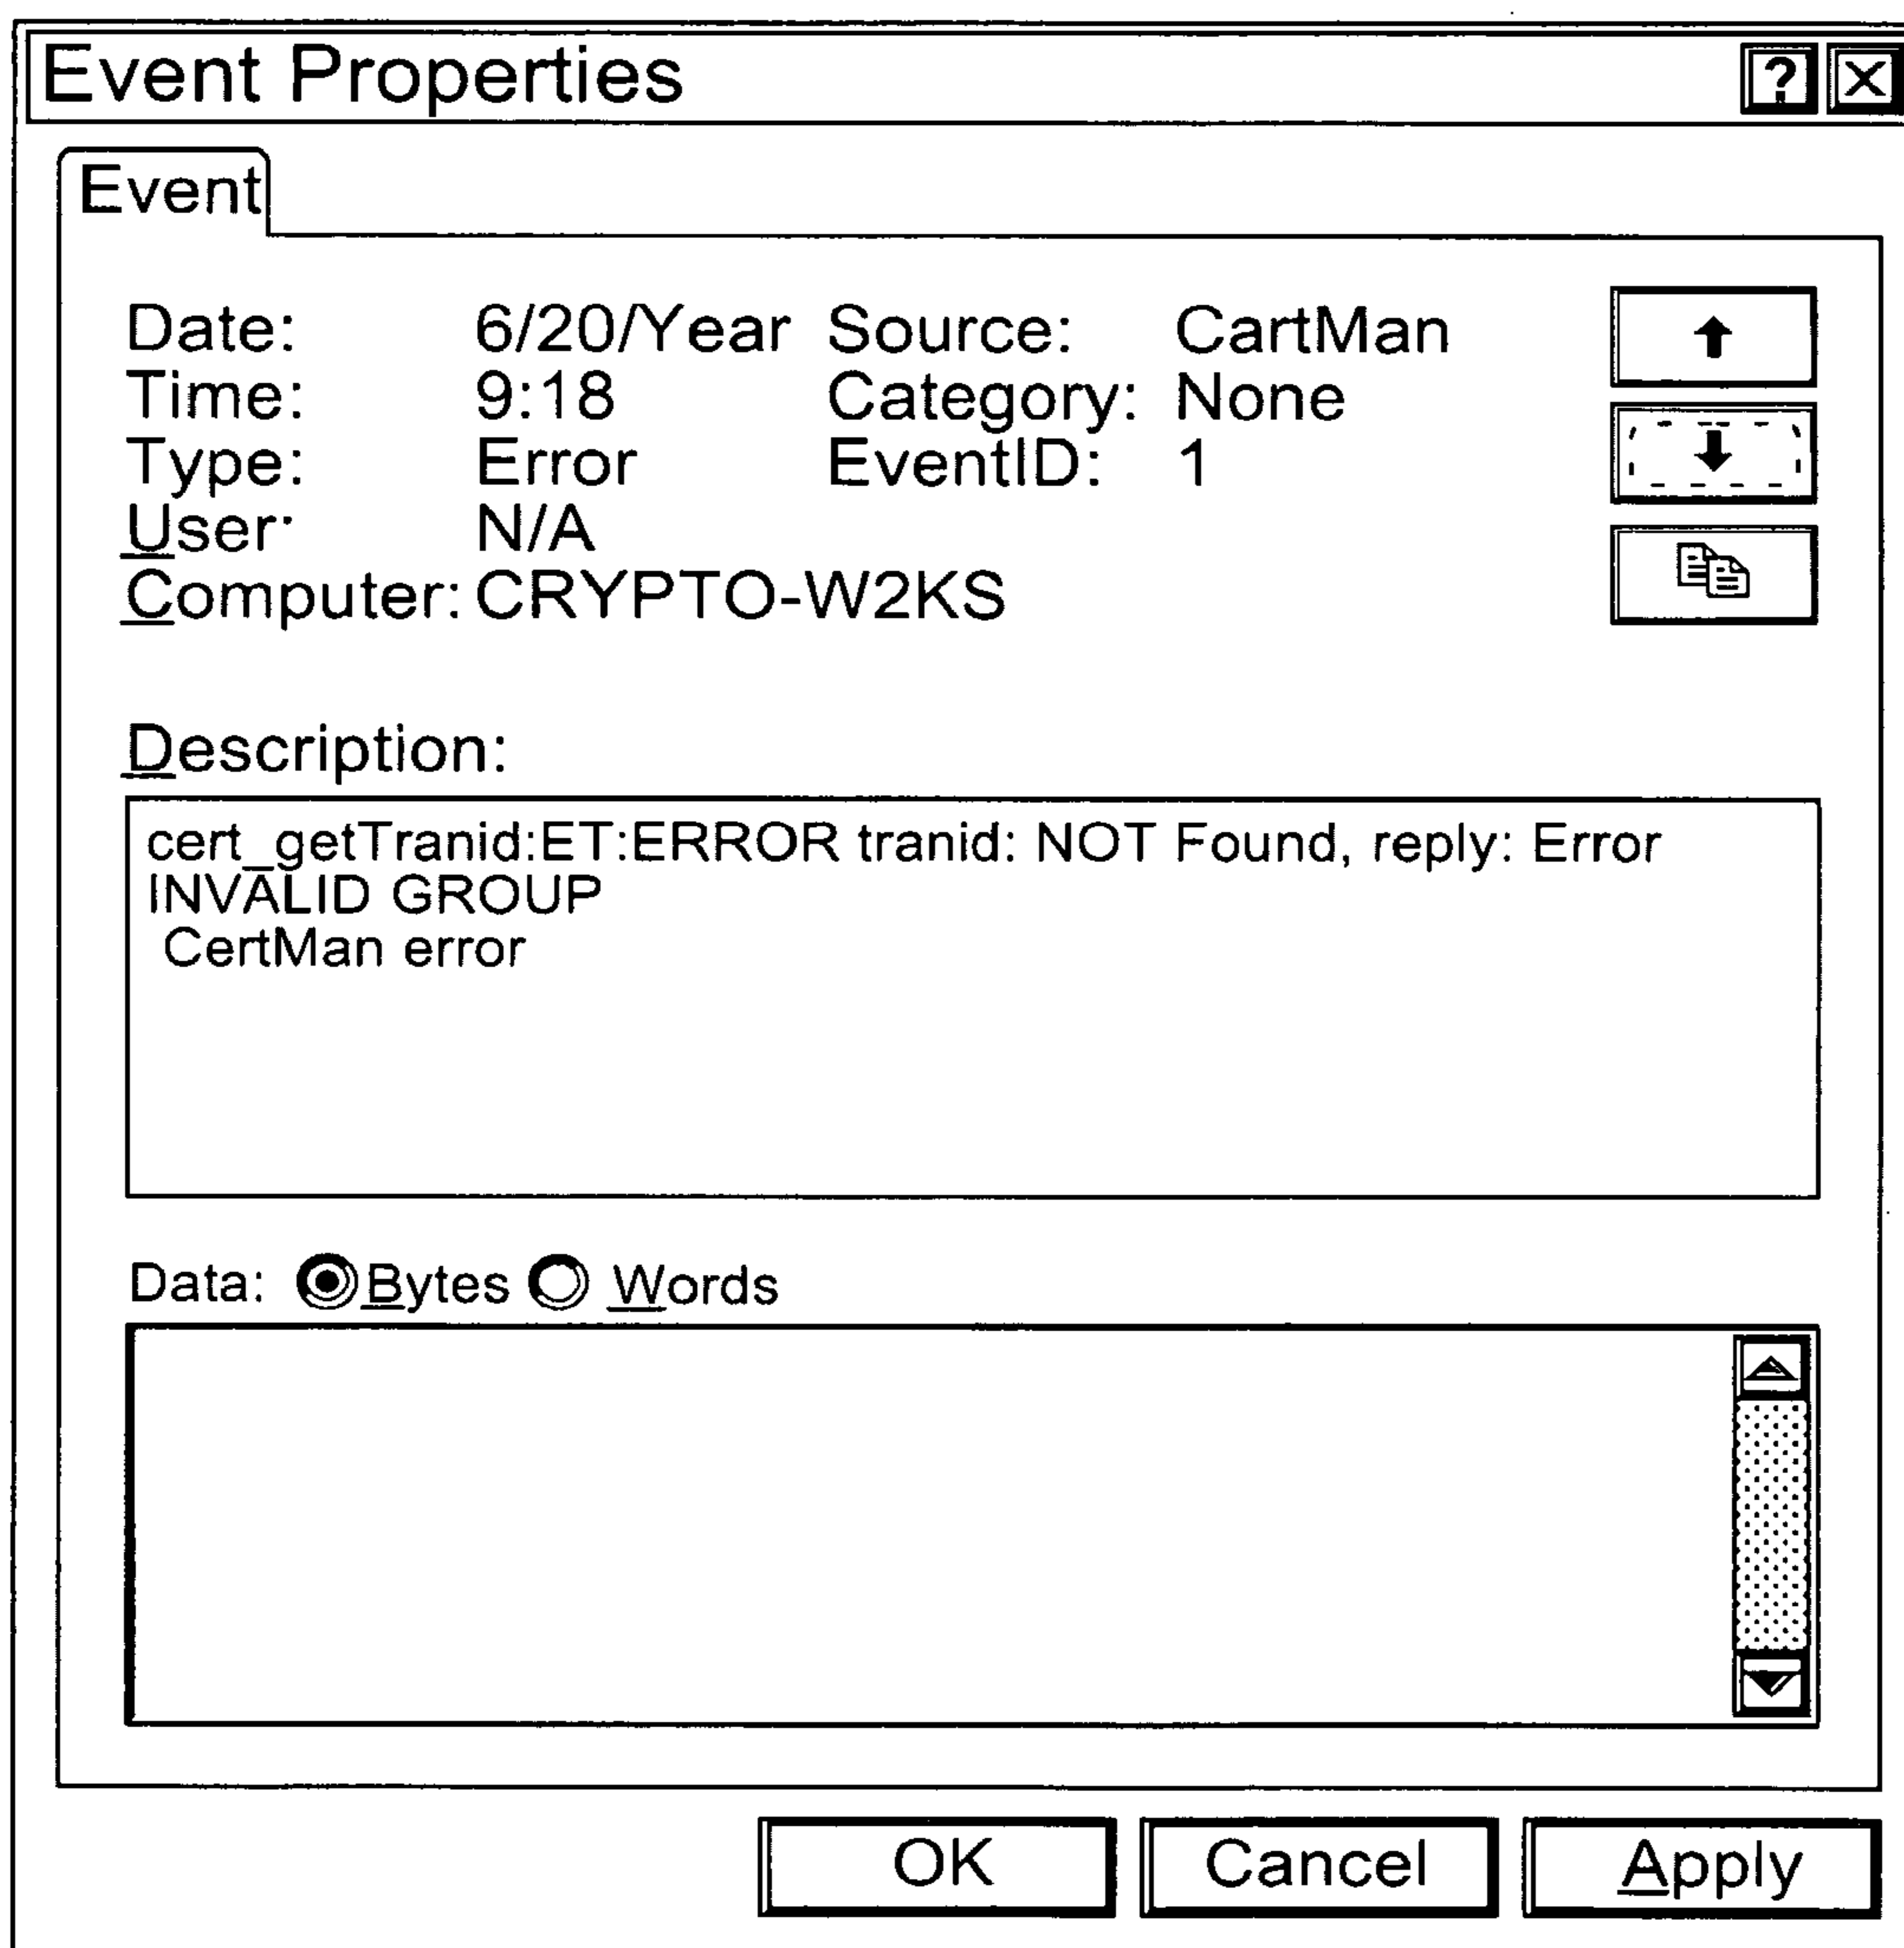 Event Properties ? X
Event
Date: 6/20/Year Source: CartMan
Time: 9:18 Category: None
Type: Error EventID: 1
User: N/A
Computer: CRYPTO-W2KS
Description:
cert_getTranid:ET:ERROR tranid: NOT Found, reply: Error
INVALID GROUP
CertMan error
Data: Bytes Words
OK Cancel Apply